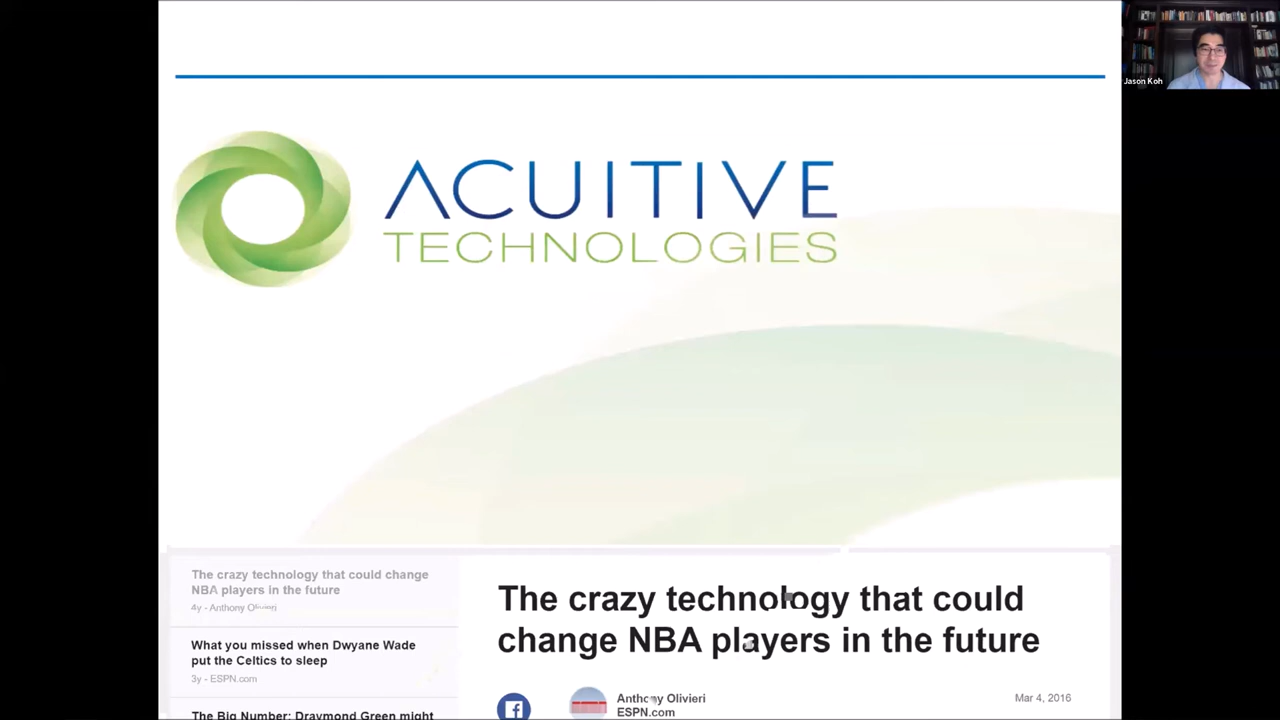 Jason Koh
ACUITIVE
TECHNOLOGIES
The crazy technology that could change
NBA players in the future
4y - Anthony Olivieri
What you missed when Dwyane Wade
put the Celtics to sleep
3y - ESPN.com
The Big Number: Draymond Green might
The crazy technology that could
change NBA players in the future
Anthony Olivieri
ESPN.com
Mar 4, 2016